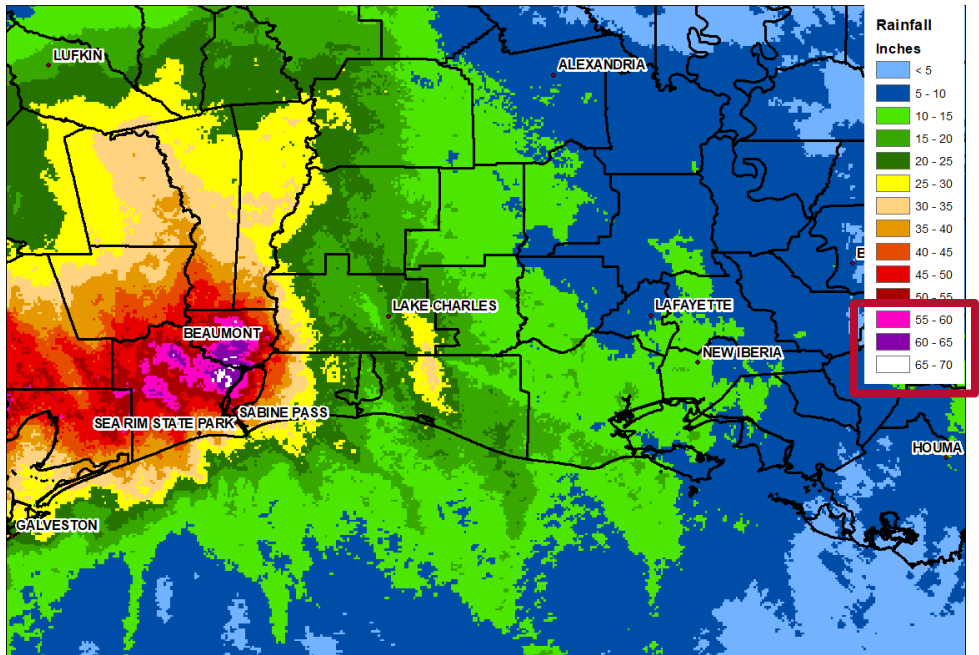 LUFKIN
ALEXANDRIA
LAKE CHARLES
LAFAYETTE
BEAUMONT
NEW IBERIA
SABINE PASS
SEA RIM STATE PARK
HOUMA
GALVESTON
B
Rainfall
Inches
< 5
5 - 10
10 - 15
15 - 20
20 - 25
25 - 30
30 - 35
35 - 40
40 - 45
45 - 50
50 - 55
55 - 60
60 - 65
65 - 70